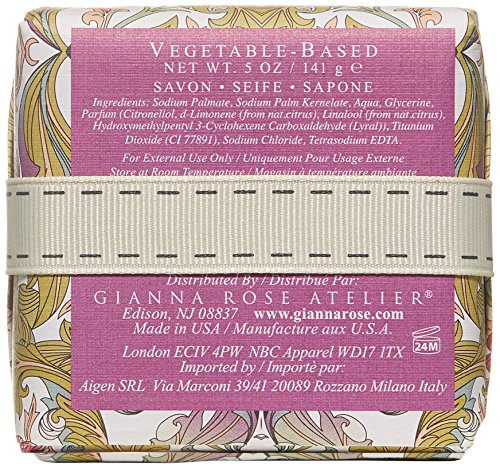 VEGETABLE-BASED
NET WT. 5 OZ / 141 g ℮
SAVON • SEIFE • SAPONE
Ingredients: Sodium Palmate, Sodium Palm Kernelate, Aqua, Glycerine,
Parfum (Citronellol, d-Limonene (from nat.citrus), Linalool (from nat.citrus),
Hydroxymethylpentyl 3-Cyclohexene Carboxaldehyde (Lyral)), Titanium
Dioxide (CI 77891), Sodium Chloride, Tetrasodium EDTA.
For External Use Only / Uniquement Pour Usage Externe
Store at Room Temperature / Magasin à température ambiante
Distributed By / Distribué Par:
GIANNA ROSE ATELIER®
Edison, NJ 08837 www.giannarose.com
Made in USA / Manufacture aux U.S.A.
24M
London ECIV 4PW NBC Apparel WD17 1TX
Imported by / Importè par:
Aigen SRL Via Marconi 39/41 20089 Rozzano Milano Italy